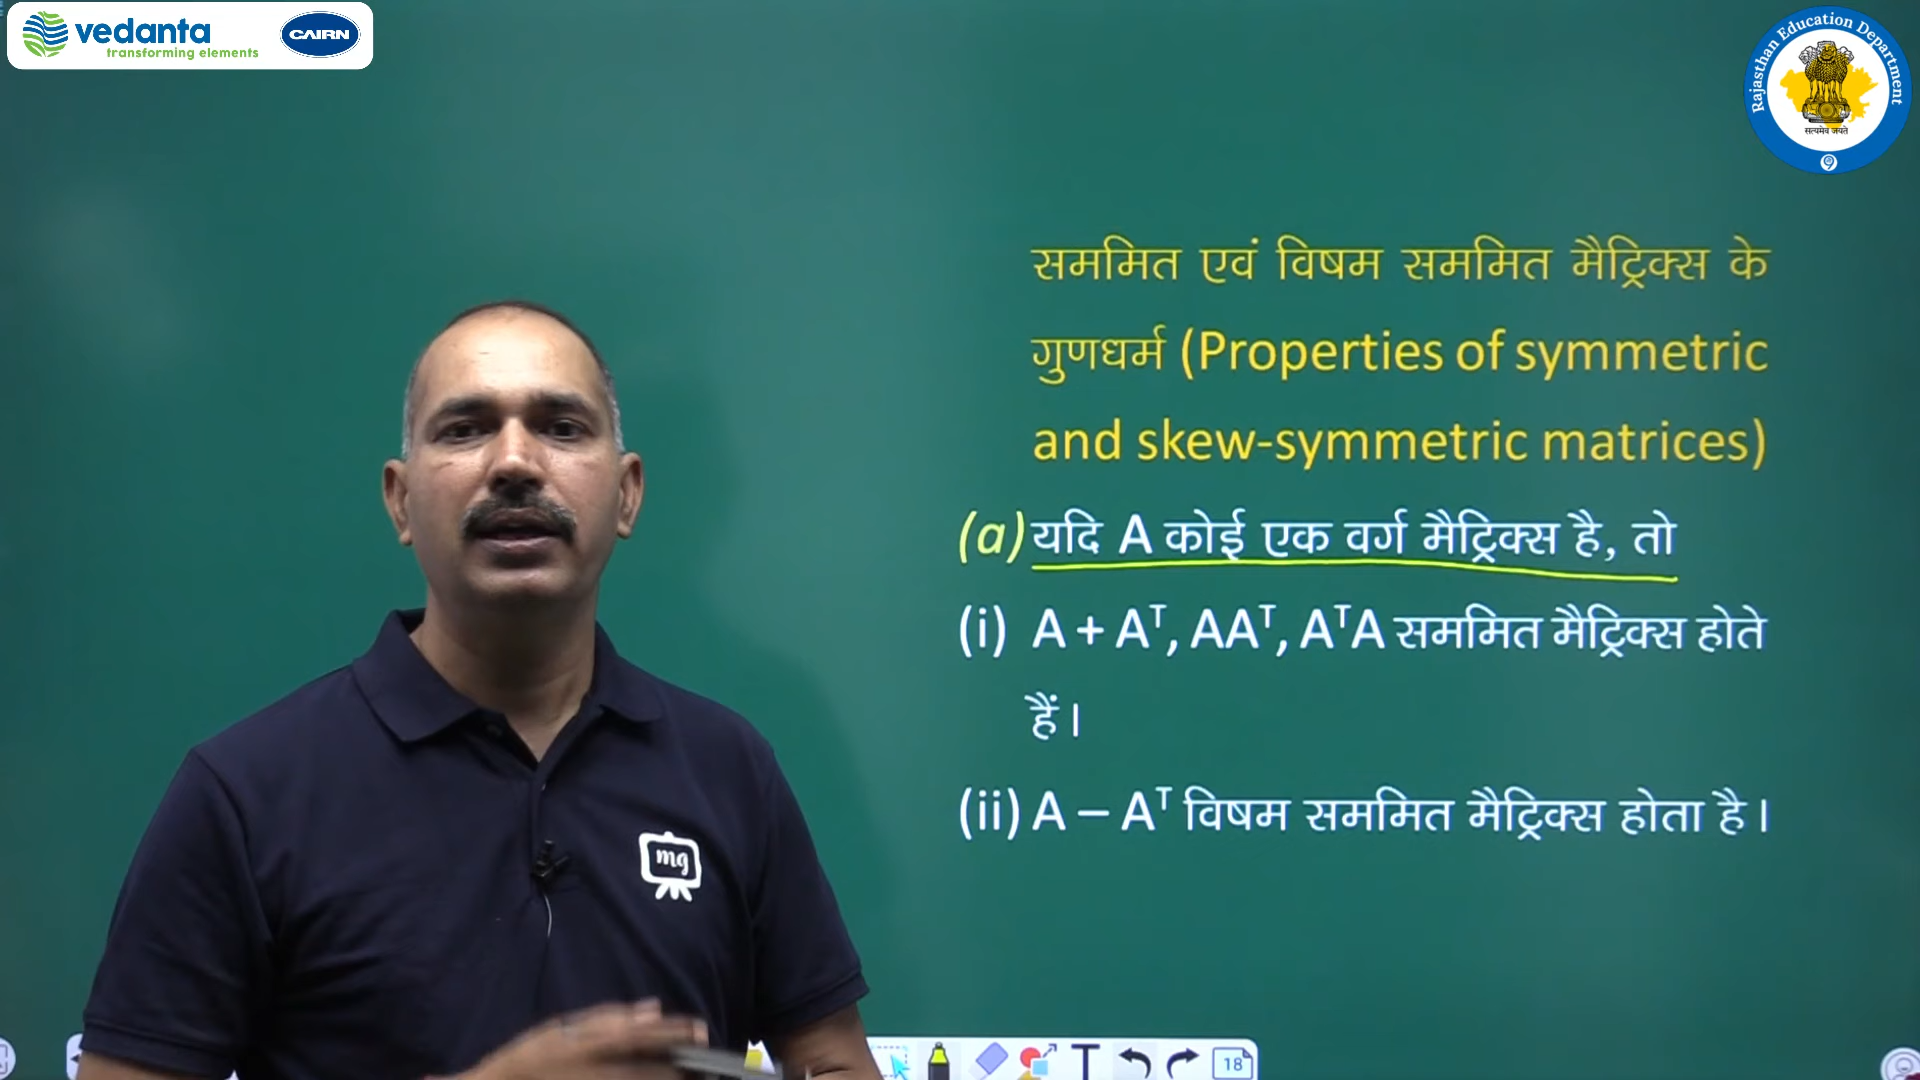 vedanta
transforming elements
CAIRN
Rajasthan Education Department
सत्यमेव जयते
सममित एवं विषम सममित मैट्रिक्स के
गुणधर्म (Properties of symmetric
and skew-symmetric matrices)
(a) यदि A कोई एक वर्ग मैट्रिक्स है, तो
(i) A + Aᵀ, AAᵀ, AᵀA सममित मैट्रिक्स होते
हैं।
(ii) A – Aᵀ विषम सममित मैट्रिक्स होता है।
mg
T
18